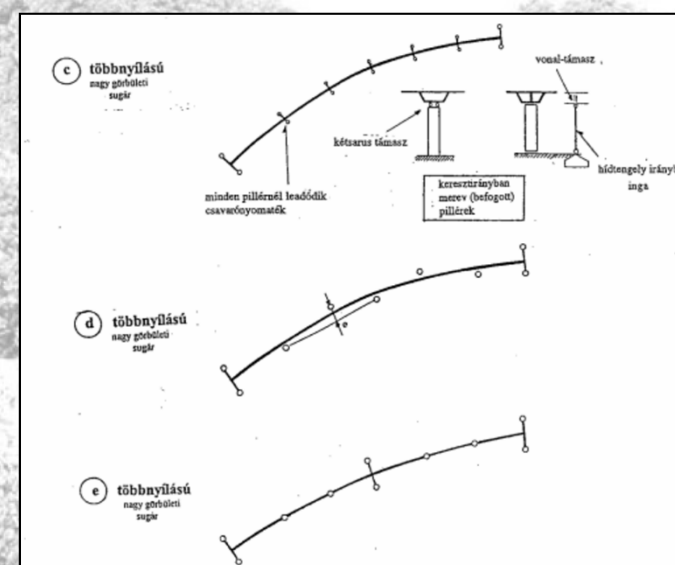 c
többnyílású
nagy görbületi
sugár
minden pillérnél leadódik
csavarónyomaték
kétsarus támasz
keresztirányban
merev (befogott)
pillérek
vonal-támasz
hídtengely irányb
inga
d
többnyílású
nagy görbületi
sugár
e
e
többnyílású
nagy görbületi
sugár